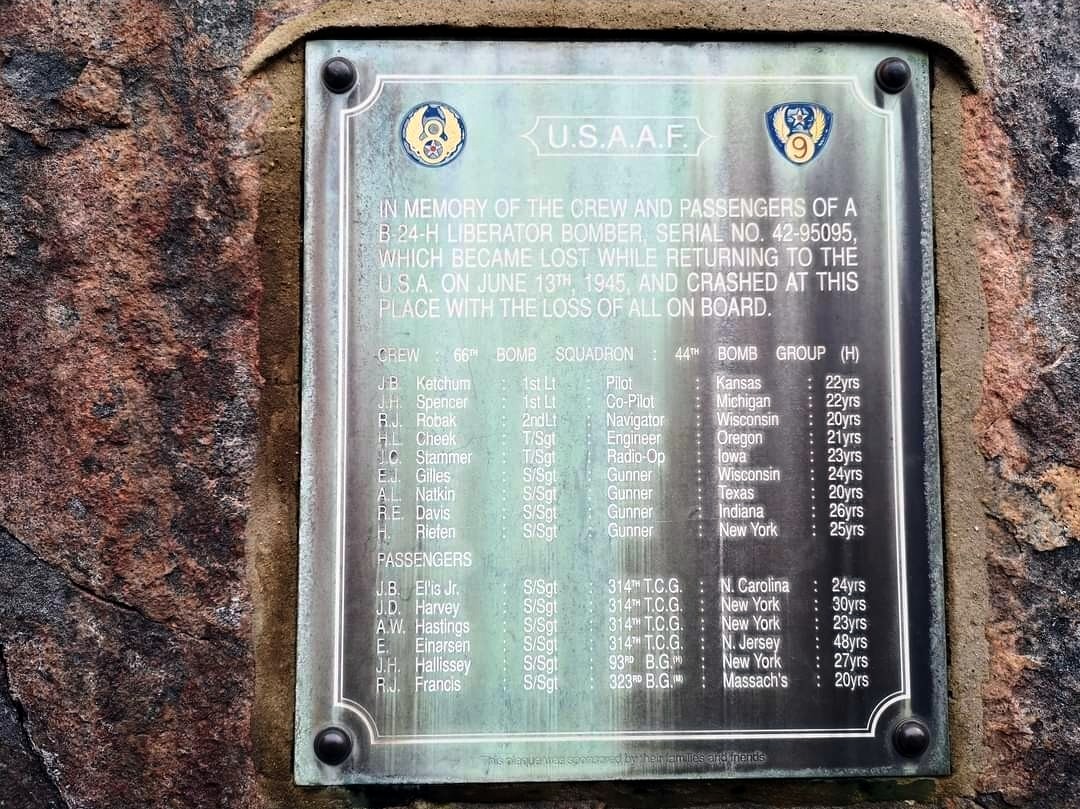 U.S.A.A.F.
9
IN MEMORY OF THE CREW AND PASSENGERS OF A
B-24-H LIBERATOR BOMBER, SERIAL NO. 42-95095,
WHICH BECAME LOST WHILE RETURNING TO THE
U.S.A. ON JUNE 13TH, 1945, AND CRASHED AT THIS
PLACE WITH THE LOSS OF ALL ON BOARD.
CREW : 66TH BOMB SQUADRON : 44TH BOMB GROUP (H)
J.B. Ketchum : 1st Lt : Pilot : Kansas : 22yrs
J.H. Spencer : 1st Lt : Co-Pilot : Michigan : 22yrs
R.J. Robak : 2ndLt : Navigator : Wisconsin : 20yrs
H.L. Cheek : T/Sgt : Engineer : Oregon : 21yrs
J.C. Stammer : T/Sgt : Radio-Op : Iowa : 23yrs
E.J. Gilles : S/Sgt : Gunner : Wisconsin : 24yrs
A.L. Natkin : S/Sgt : Gunner : Texas : 20yrs
R.E. Davis : S/Sgt : Gunner : Indiana : 26yrs
H. Riefen : S/Sgt : Gunner : New York : 25yrs
PASSENGERS
J.B. Ellis Jr. : S/Sgt : 314TH T.C.G. : N. Carolina : 24yrs
J.D. Harvey : S/Sgt : 314TH T.C.G. : New York : 30yrs
A.W. Hastings : S/Sgt : 314TH T.C.G. : New York : 23yrs
E. Einarsen : S/Sgt : 314TH T.C.G. : N. Jersey : 48yrs
J.H. Hallissey : S/Sgt : 93RD B.G.(H) : New York : 27yrs
R.J. Francis : S/Sgt : 323RD B.G.(M) : Massach's : 20yrs
This plaque was sponsored by their families and friends